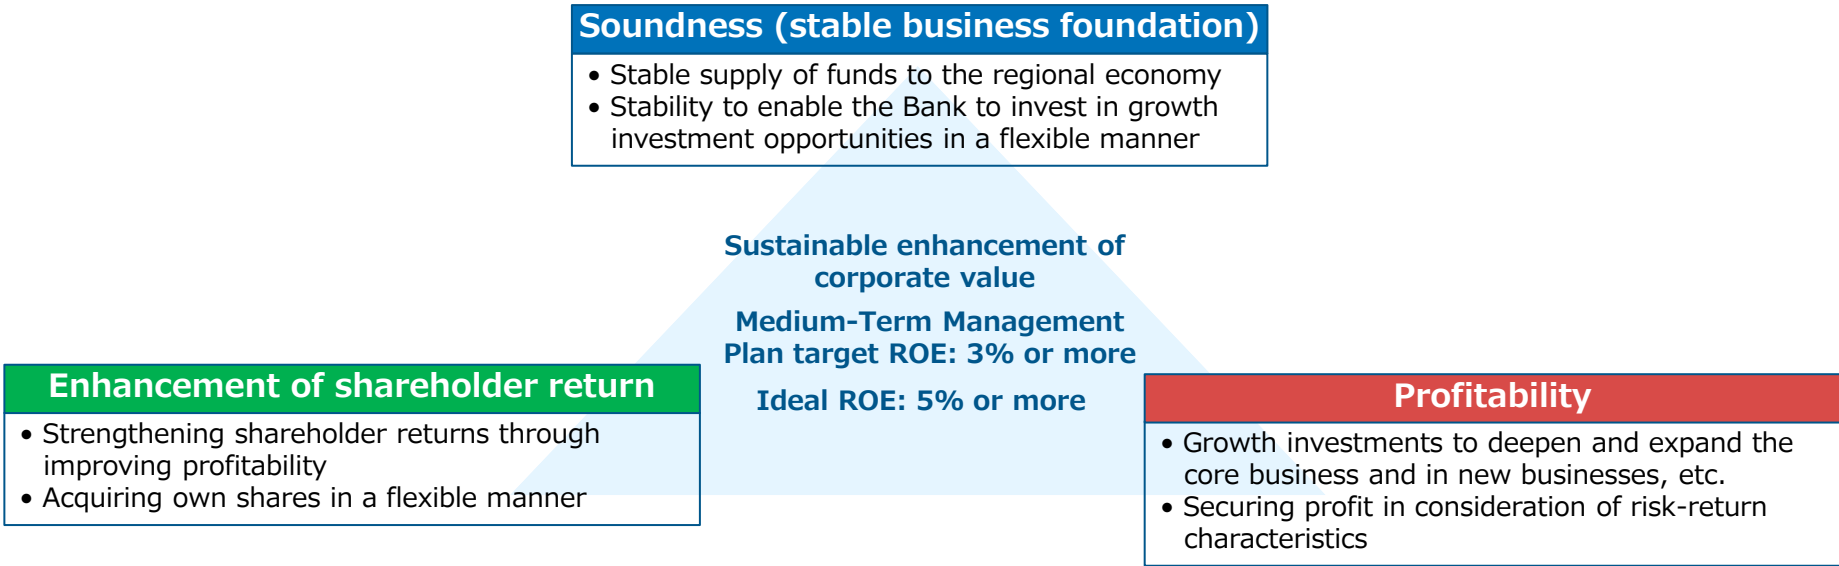 Soundness (stable business foundation)
• Stable supply of funds to the regional economy
• Stability to enable the Bank to invest in growth
investment opportunities in a flexible manner
Sustainable enhancement of
corporate value
Medium-Term Management
Plan target ROE: 3% or more
Ideal ROE: 5% or more
Enhancement of shareholder return
• Strengthening shareholder returns through
improving profitability
• Acquiring own shares in a flexible manner
Profitability
• Growth investments to deepen and expand the
core business and in new businesses, etc.
• Securing profit in consideration of risk-return
characteristics